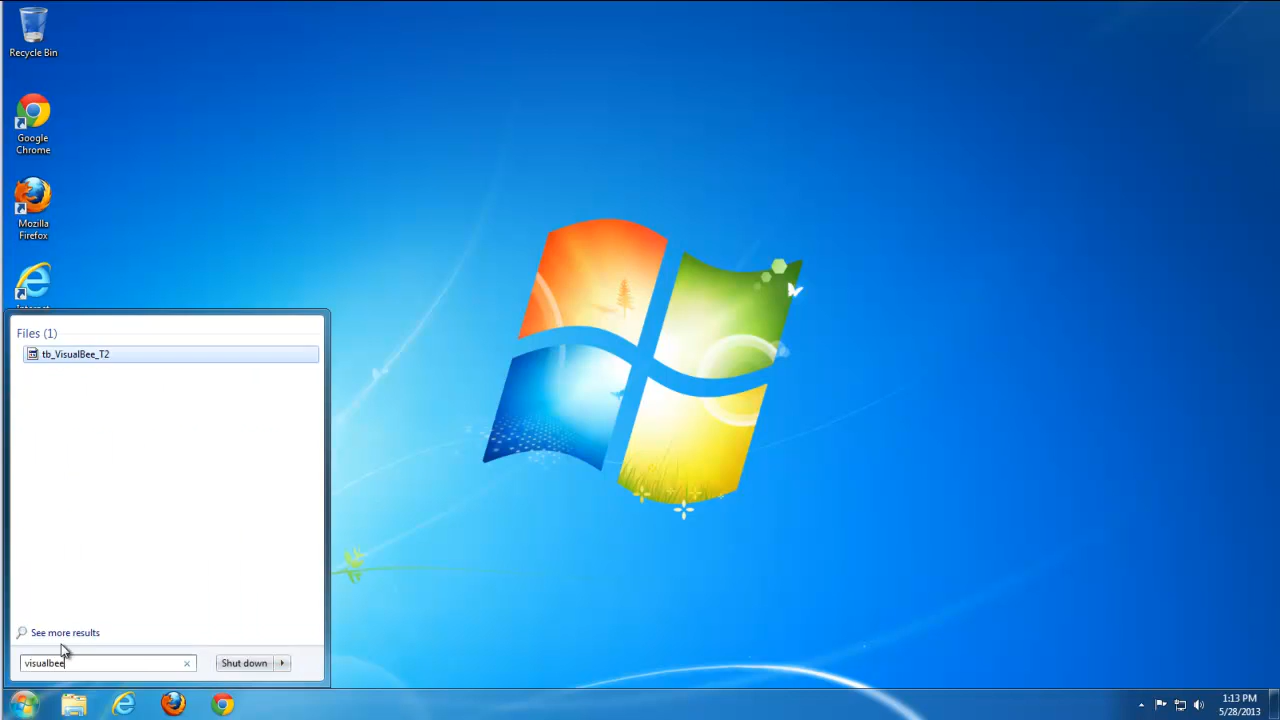 Recycle Bin
Google
Chrome
Mozilla
Firefox
Internet
Files (1)
tb_VisualBee_T2
See more results
visualbee
Shut down
1:13 PM
5/28/2013